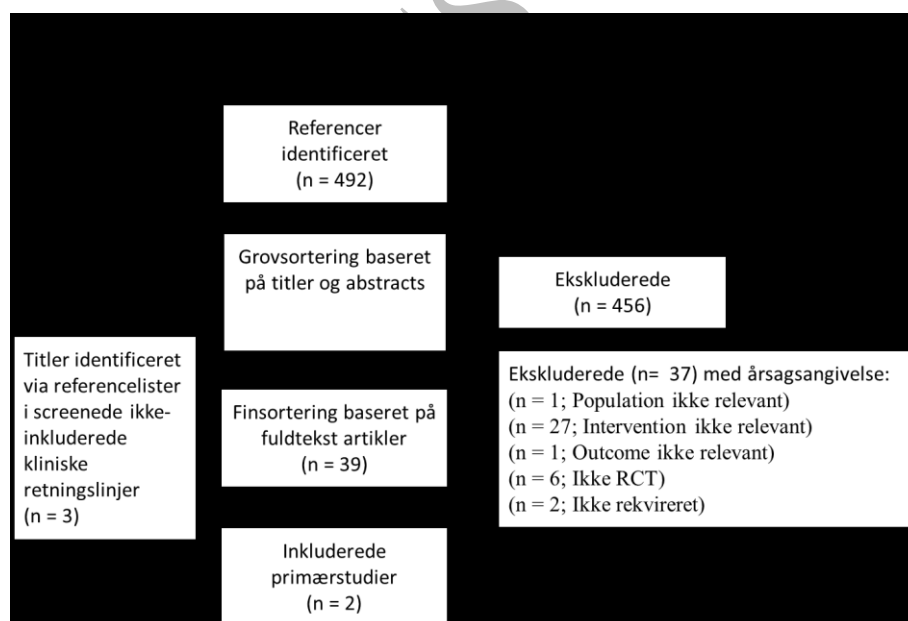 Referencer
identificeret
(n = 492)
Grovsortering baseret
på titler og abstracts
Ekskluderede
(n = 456)
Titler identificeret
via referencelister
i screenede ikke-
inkluderede
kliniske
retningslinjer
(n = 3)
Finsortering baseret på
fuldtekst artikler
(n = 39)
Ekskluderede (n= 37) med årsagsangivelse:
(n = 1; Population ikke relevant)
(n = 27; Intervention ikke relevant)
(n = 1; Outcome ikke relevant)
(n = 6; Ikke RCT)
(n = 2; Ikke rekvireret)
Inkluderede
primærstudier
(n = 2)